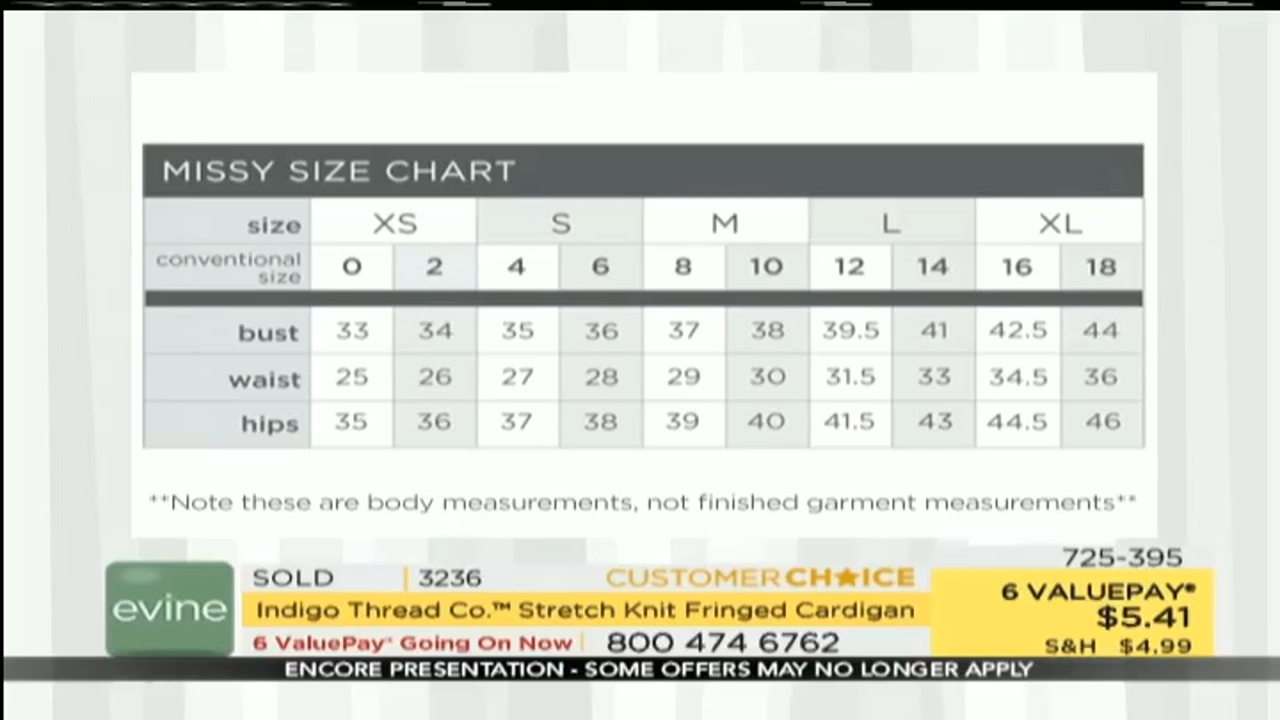 MISSY SIZE CHART
size XS S M L XL
conventional size 0 2 4 6 8 10 12 14 16 18
bust 33 34 35 36 37 38 39.5 41 42.5 44
waist 25 26 27 28 29 30 31.5 33 34.5 36
hips 35 36 37 38 39 40 41.5 43 44.5 46
**Note these are body measurements, not finished garment measurements**
725-395
evine
SOLD 3236 CUSTOMER CH★ICE
Indigo Thread Co.™ Stretch Knit Fringed Cardigan
6 ValuePay® Going On Now 800 474 6762
6 VALUEPAY®
$5.41
S&H $4.99
ENCORE PRESENTATION - SOME OFFERS MAY NO LONGER APPLY